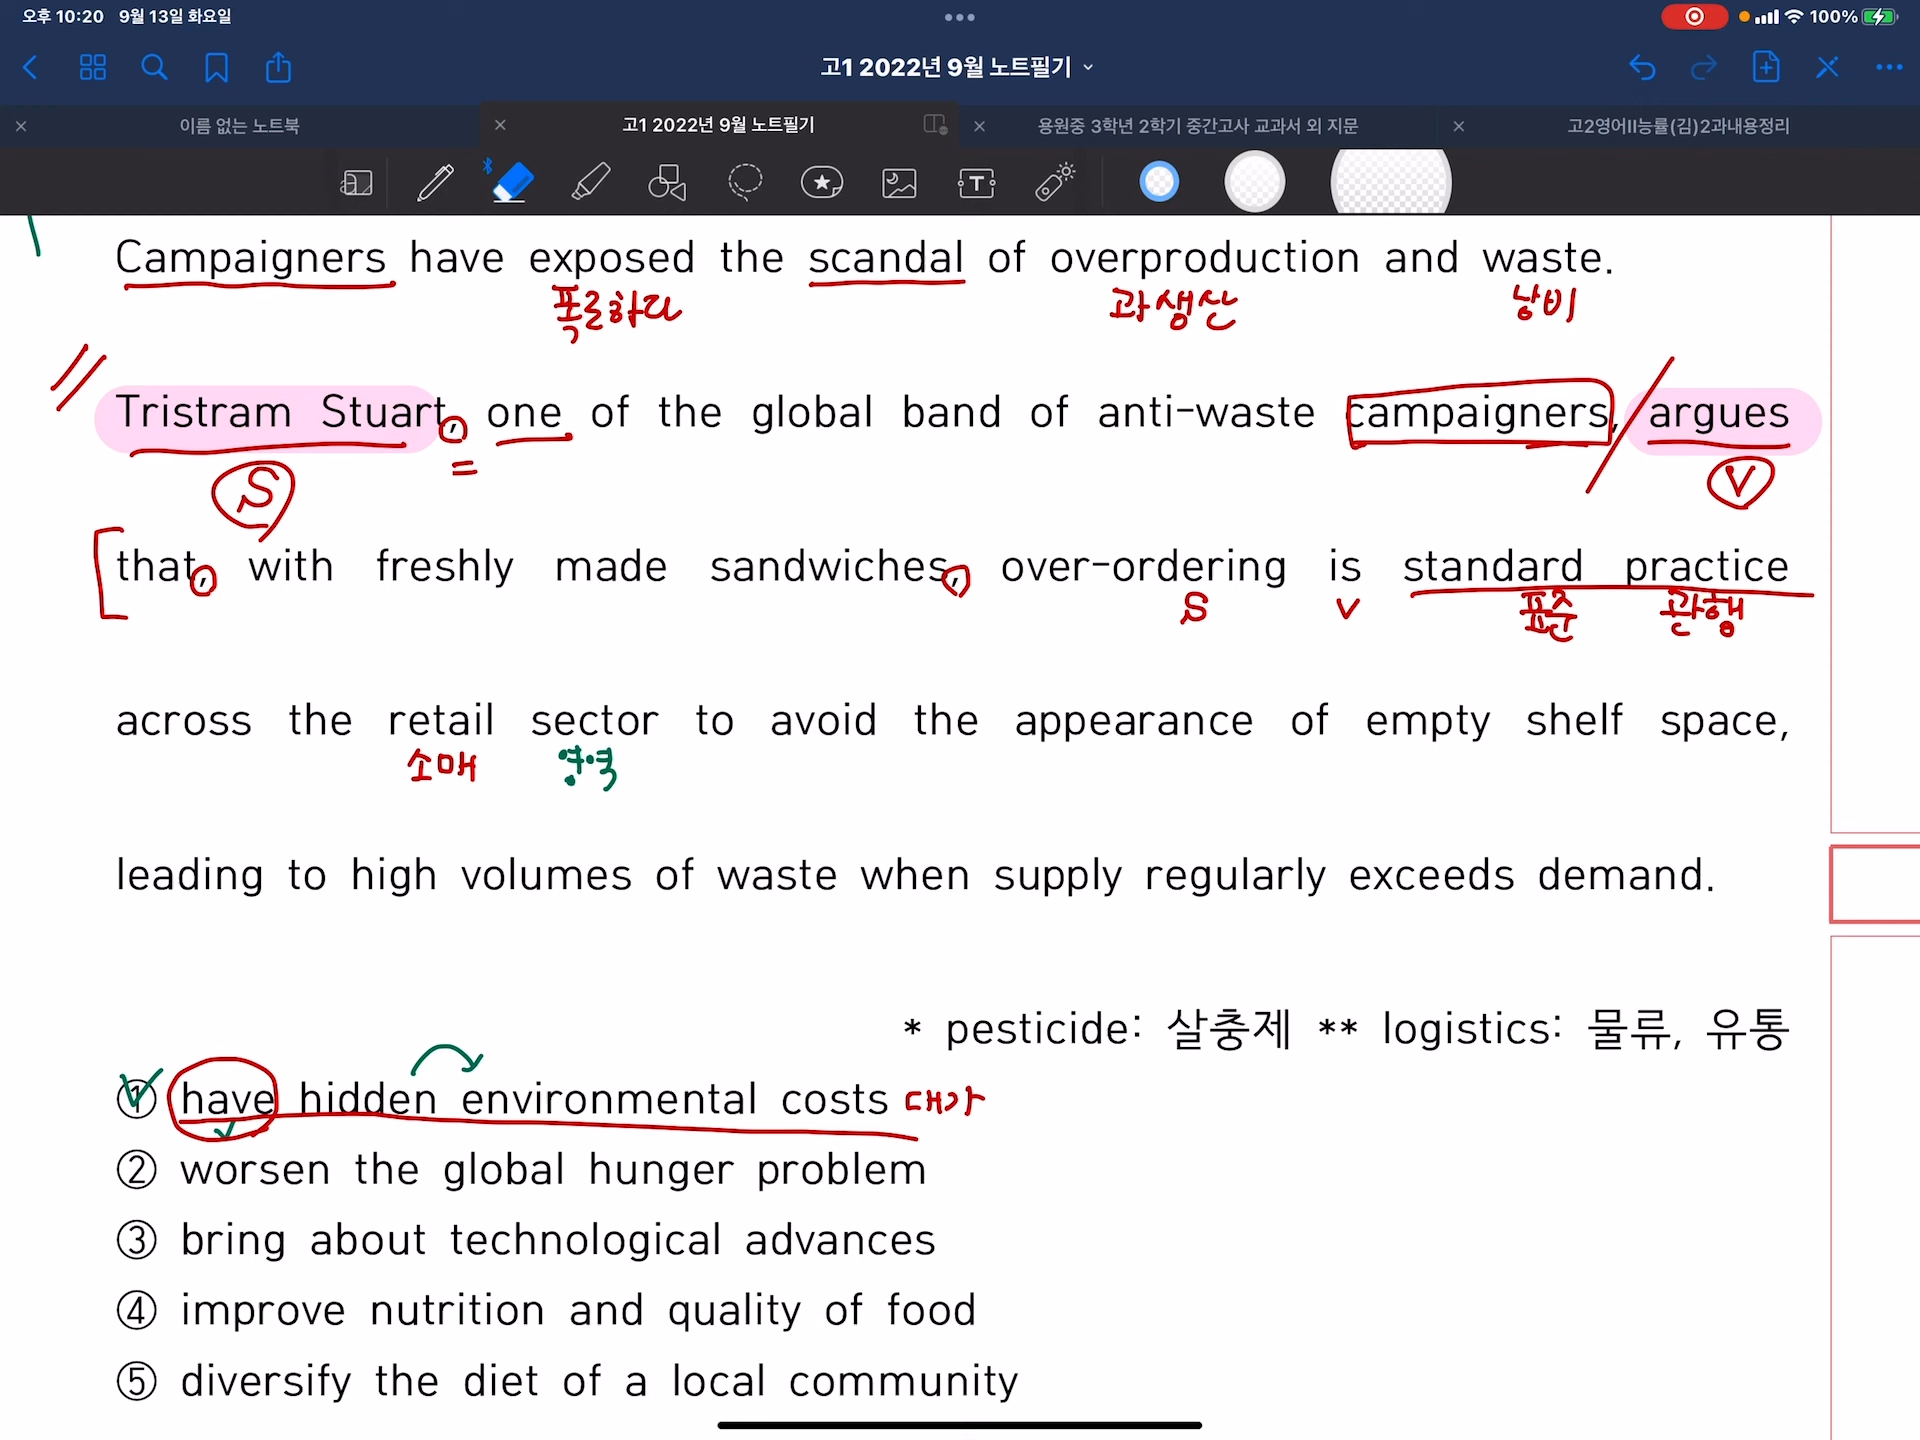 오후 10:20 9월 13일 화요일
100%
고1 2022년 9월 노트필기
이름 없는 노트북
고1 2022년 9월 노트필기
용원중 3학년 2학기 중간고사 교과서 외 지문
고2영어II능률(김)2과내용정리
Campaigners have exposed the scandal of overproduction and waste.
폭로하다 과생산 낭비
Tristram Stuart, one of the global band of anti-waste campaigners, argues
= S V
that, with freshly made sandwiches, over-ordering is standard practice
S V 표준 관행
across the retail sector to avoid the appearance of empty shelf space,
소매 영역
leading to high volumes of waste when supply regularly exceeds demand.
* pesticide: 살충제 ** logistics: 물류, 유통
① have hidden environmental costs 대가
② worsen the global hunger problem
③ bring about technological advances
④ improve nutrition and quality of food
⑤ diversify the diet of a local community